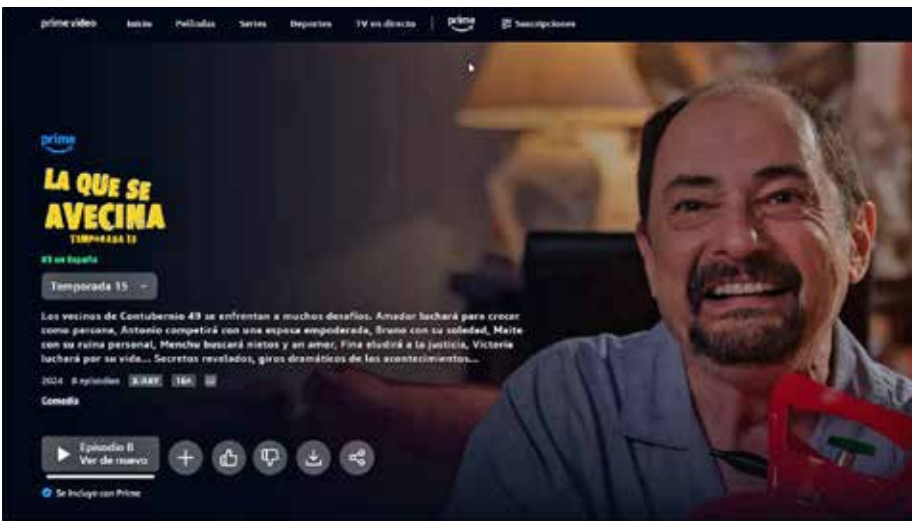 prime video Inicio Películas Series Deportes TV en directo prime Suscripciones
prime
LA QUE SE
AVECINA
TEMPORADA 15
en España
Temporada 15
Los vecinos de Contubernio 49 se enfrentan a muchos desafíos. Amador luchará para crecer
como persona, Antonio competirá con una esposa empoderada, Bruno con su soledad, Maite
con su ruina personal, Menchu buscará nietos y un amor, Fina eludirá a la justicia, Victoria
luchará por su vida... Secretos revelados, giros dramáticos de los acontecimientos...
2024 8 episodios X-RAY 16+
Comedia
Episodio 8
Ver de nuevo
Se incluye con Prime